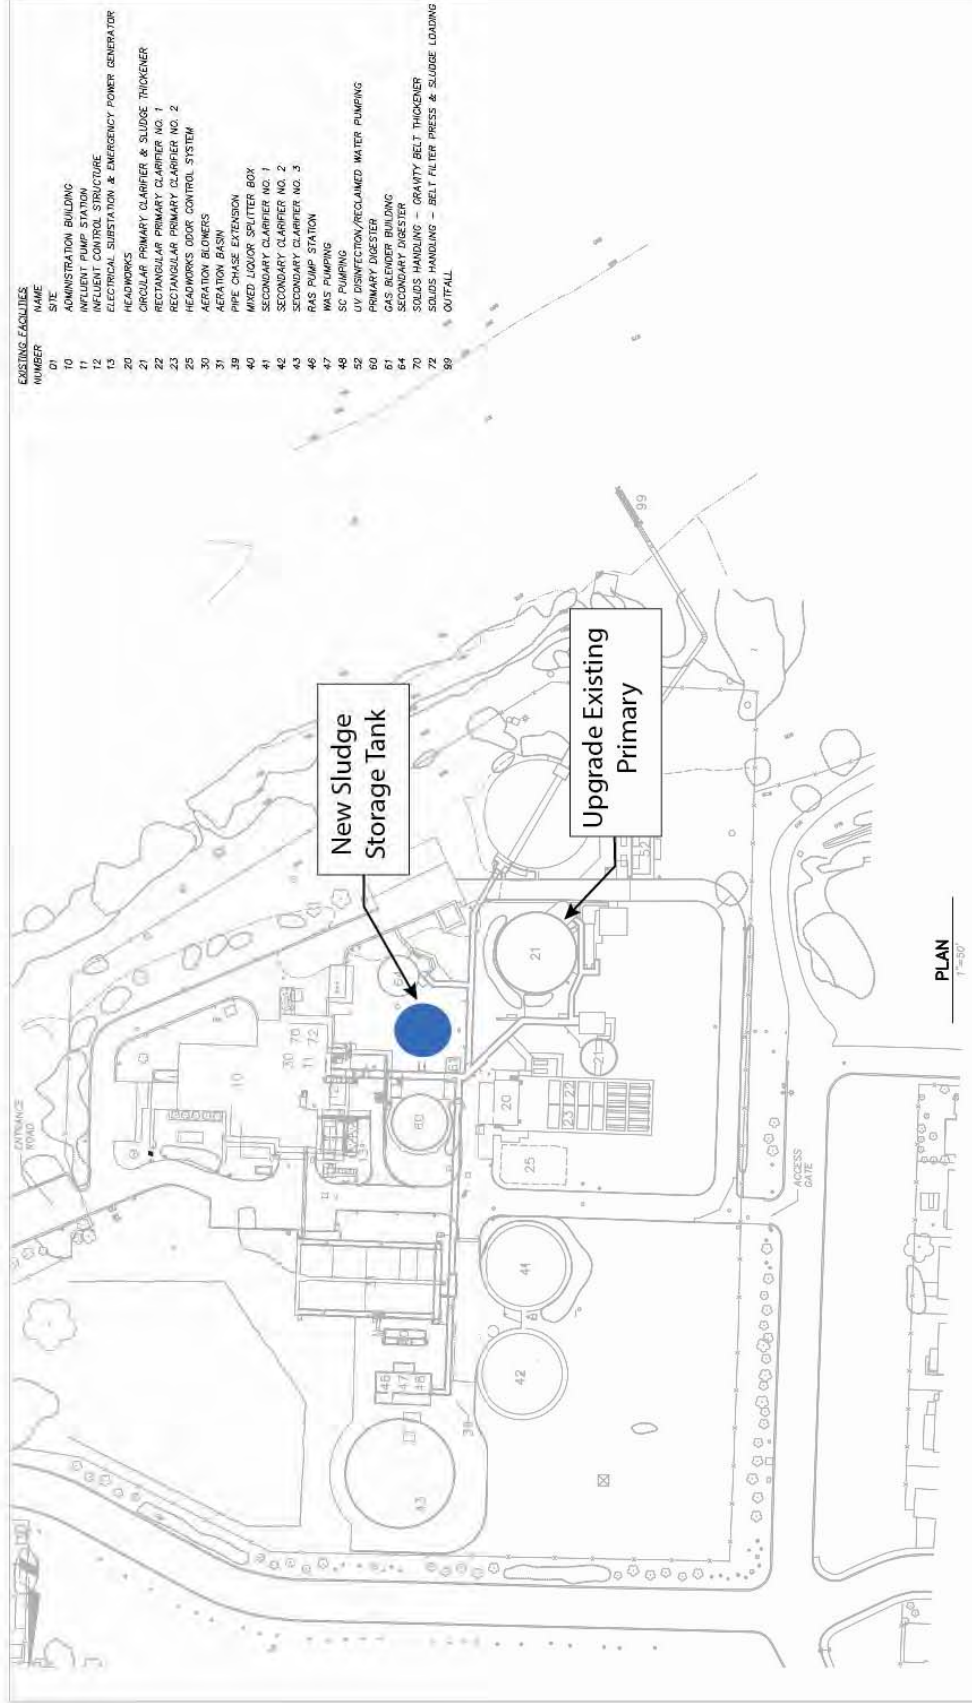 EXISTING FACILITIES
NUMBER NAME
01 SITE
10 ADMINISTRATION BUILDING
11 INFLUENT PUMP STATION
12 INFLUENT CONTROL STRUCTURE
13 ELECTRICAL SUBSTATION & EMERGENCY POWER GENERATOR
20 HEADWORKS
21 CIRCULAR PRIMARY CLARIFIER & SLUDGE THICKENER
22 RECTANGULAR PRIMARY CLARIFIER NO. 1
23 RECTANGULAR PRIMARY CLARIFIER NO. 2
25 HEADWORKS ODOR CONTROL SYSTEM
30 AERATION BLOWERS
31 AERATION BASIN
39 PIPE CHASE EXTENSION
40 MIXED LIQUOR SPLITTER BOX
41 SECONDARY CLARIFIER NO. 1
42 SECONDARY CLARIFIER NO. 2
43 SECONDARY CLARIFIER NO. 3
46 RAS PUMP STATION
47 WAS PUMPING
48 SC PUMPING
52 UV DISINFECTION/RECLAIMED WATER PUMPING
60 PRIMARY DIGESTER
61 GAS BLENDER BUILDING
64 SECONDARY DIGESTER
70 SOLIDS HANDLING - GRAVITY BELT THICKENER
72 SOLIDS HANDLING - BELT FILTER PRESS & SLUDGE LOADING
99 OUTFALL
ENTRANCE
ROAD
New Sludge
Storage Tank
Upgrade Existing
Primary
10
30 70
11 72
12
60
61
43
46
47
48
39
41
42
25
20
23 22
21
21
52
99
ACCESS
GATE
PLAN
1"=50'